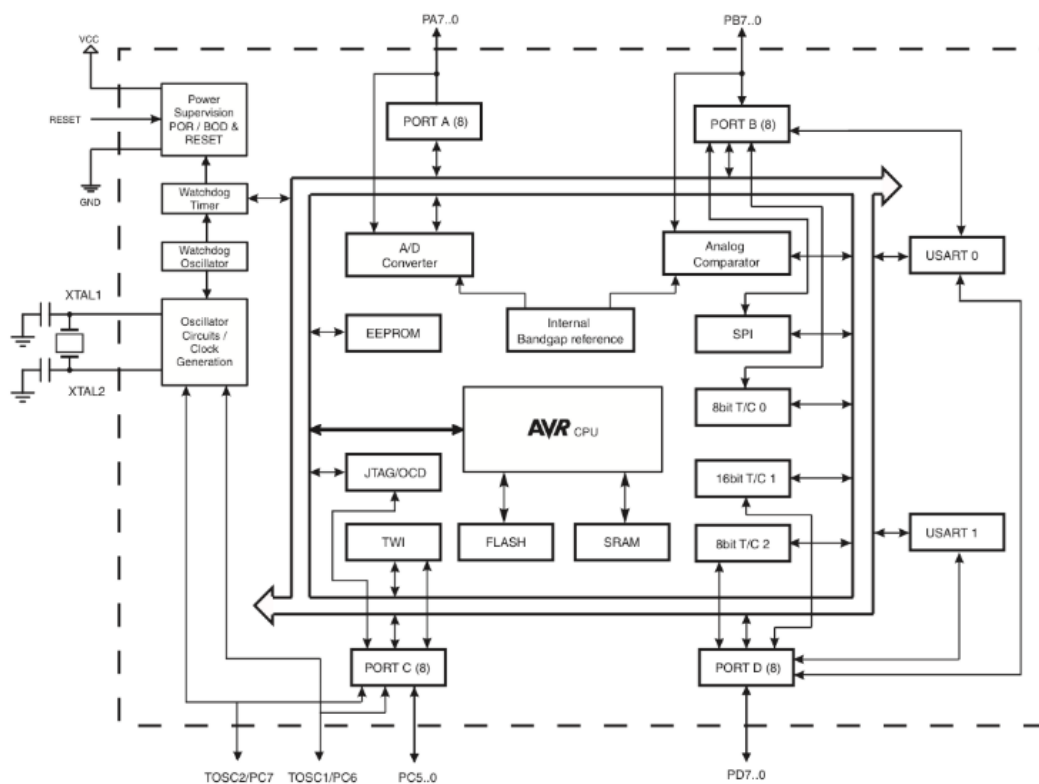 PA7..0
PB7..0
VCC
Power
Supervision
POR / BOD &
RESET
RESET
GND
PORT A (8)
PORT B (8)
Watchdog
Timer
Watchdog
Oscillator
A/D
Converter
Analog
Comparator
USART 0
XTAL1
Oscillator
Circuits /
Clock
Generation
XTAL2
EEPROM
Internal
Bandgap reference
SPI
8bit T/C 0
AVR CPU
JTAG/OCD
16bit T/C 1
TWI
FLASH
SRAM
8bit T/C 2
USART 1
PORT C (8)
PORT D (8)
TOSC2/PC7
TOSC1/PC6
PC5..0
PD7..0